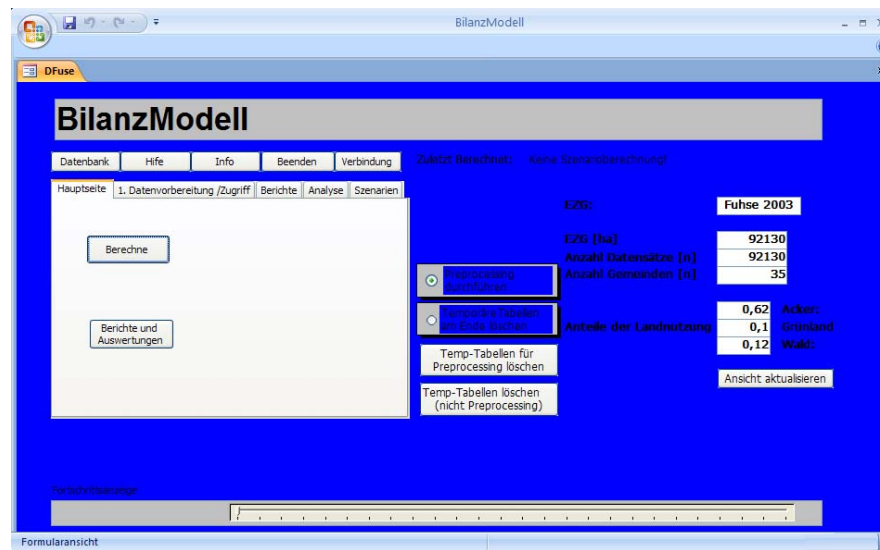 BilanzModell
DFuse
BilanzModell
Datenbank Hife Info Beenden Verbindung
Zuletzt Berechnet: Keine Szenarioberechnung!
Hauptseite 1. Datenvorbereitung /Zugriff Berichte Analyse Szenarien
EZG: Fuhse 2003
Berechne
EZG [ha] 92130
Anzahl Datensätze [n] 92130
Anzahl Gemeinden [n] 35
Preprocessing
durchführen
Temporäre Tabellen
am Ende löschen
0,62 Acker:
Anteile der Landnutzung 0,1 Grünland
0,12 Wald:
Berichte und
Auswertungen
Temp-Tabellen für
Preprocessing löschen
Ansicht aktualisieren
Temp-Tabellen löschen
(nicht Preprocessing)
Fortschrittsanzeige
Formularansicht